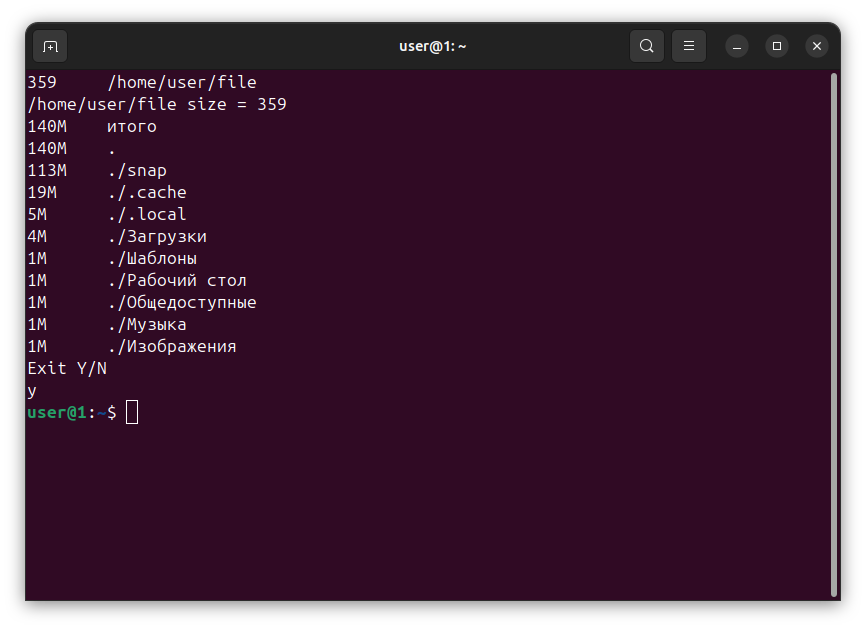 user@1: ~
359 /home/user/file
/home/user/file size = 359
140M итого
140M .
113M ./snap
19M ./.cache
5M ./.local
4M ./Загрузки
1M ./Шаблоны
1M ./Рабочий стол
1M ./Общедоступные
1M ./Музыка
1M ./Изображения
Exit Y/N
y
user@1:~$